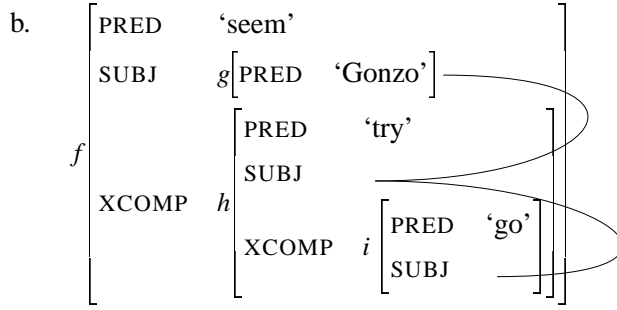 b.
PRED ‘seem’
SUBJ g PRED ‘Gonzo’
PRED ‘try’
f
SUBJ
XCOMP h
PRED ‘go’
XCOMP i
SUBJ